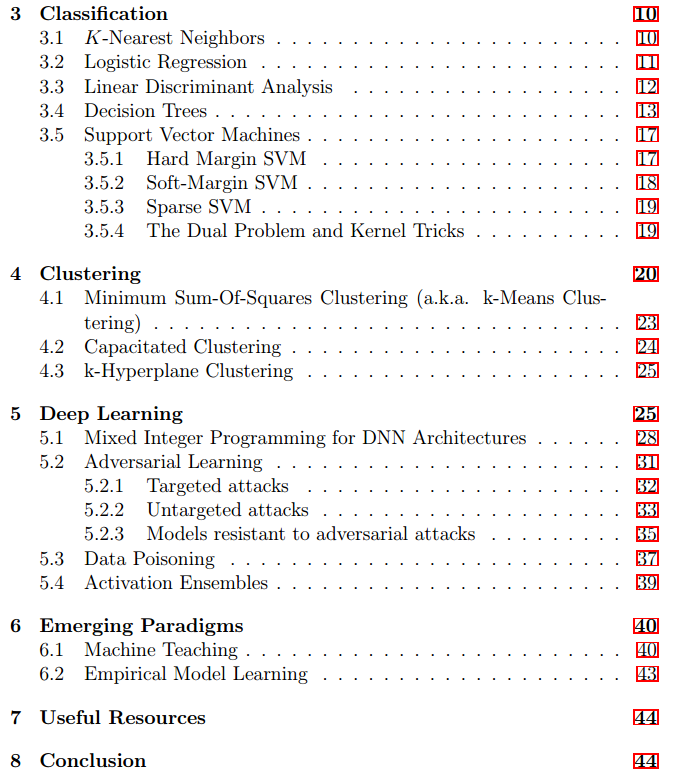 3 Classification 10
3.1 K-Nearest Neighbors . . . . . . . . . . . . . . . . . . . . . . . 10
3.2 Logistic Regression . . . . . . . . . . . . . . . . . . . . . . . . 11
3.3 Linear Discriminant Analysis . . . . . . . . . . . . . . . . . . 12
3.4 Decision Trees . . . . . . . . . . . . . . . . . . . . . . . . . . . 13
3.5 Support Vector Machines . . . . . . . . . . . . . . . . . . . . . 17
3.5.1 Hard Margin SVM . . . . . . . . . . . . . . . . . . . . 17
3.5.2 Soft-Margin SVM . . . . . . . . . . . . . . . . . . . . . 18
3.5.3 Sparse SVM . . . . . . . . . . . . . . . . . . . . . . . . 19
3.5.4 The Dual Problem and Kernel Tricks . . . . . . . . . . 19
4 Clustering 20
4.1 Minimum Sum-Of-Squares Clustering (a.k.a. k-Means Clus-
tering) . . . . . . . . . . . . . . . . . . . . . . . . . . . . . . . 23
4.2 Capacitated Clustering . . . . . . . . . . . . . . . . . . . . . . 24
4.3 k-Hyperplane Clustering . . . . . . . . . . . . . . . . . . . . . 25
5 Deep Learning 25
5.1 Mixed Integer Programming for DNN Architectures . . . . . . 28
5.2 Adversarial Learning . . . . . . . . . . . . . . . . . . . . . . . 31
5.2.1 Targeted attacks . . . . . . . . . . . . . . . . . . . . . 32
5.2.2 Untargeted attacks . . . . . . . . . . . . . . . . . . . . 33
5.2.3 Models resistant to adversarial attacks . . . . . . . . . 35
5.3 Data Poisoning . . . . . . . . . . . . . . . . . . . . . . . . . . 37
5.4 Activation Ensembles . . . . . . . . . . . . . . . . . . . . . . . 39
6 Emerging Paradigms 40
6.1 Machine Teaching . . . . . . . . . . . . . . . . . . . . . . . . . 40
6.2 Empirical Model Learning . . . . . . . . . . . . . . . . . . . . 43
7 Useful Resources 44
8 Conclusion 44